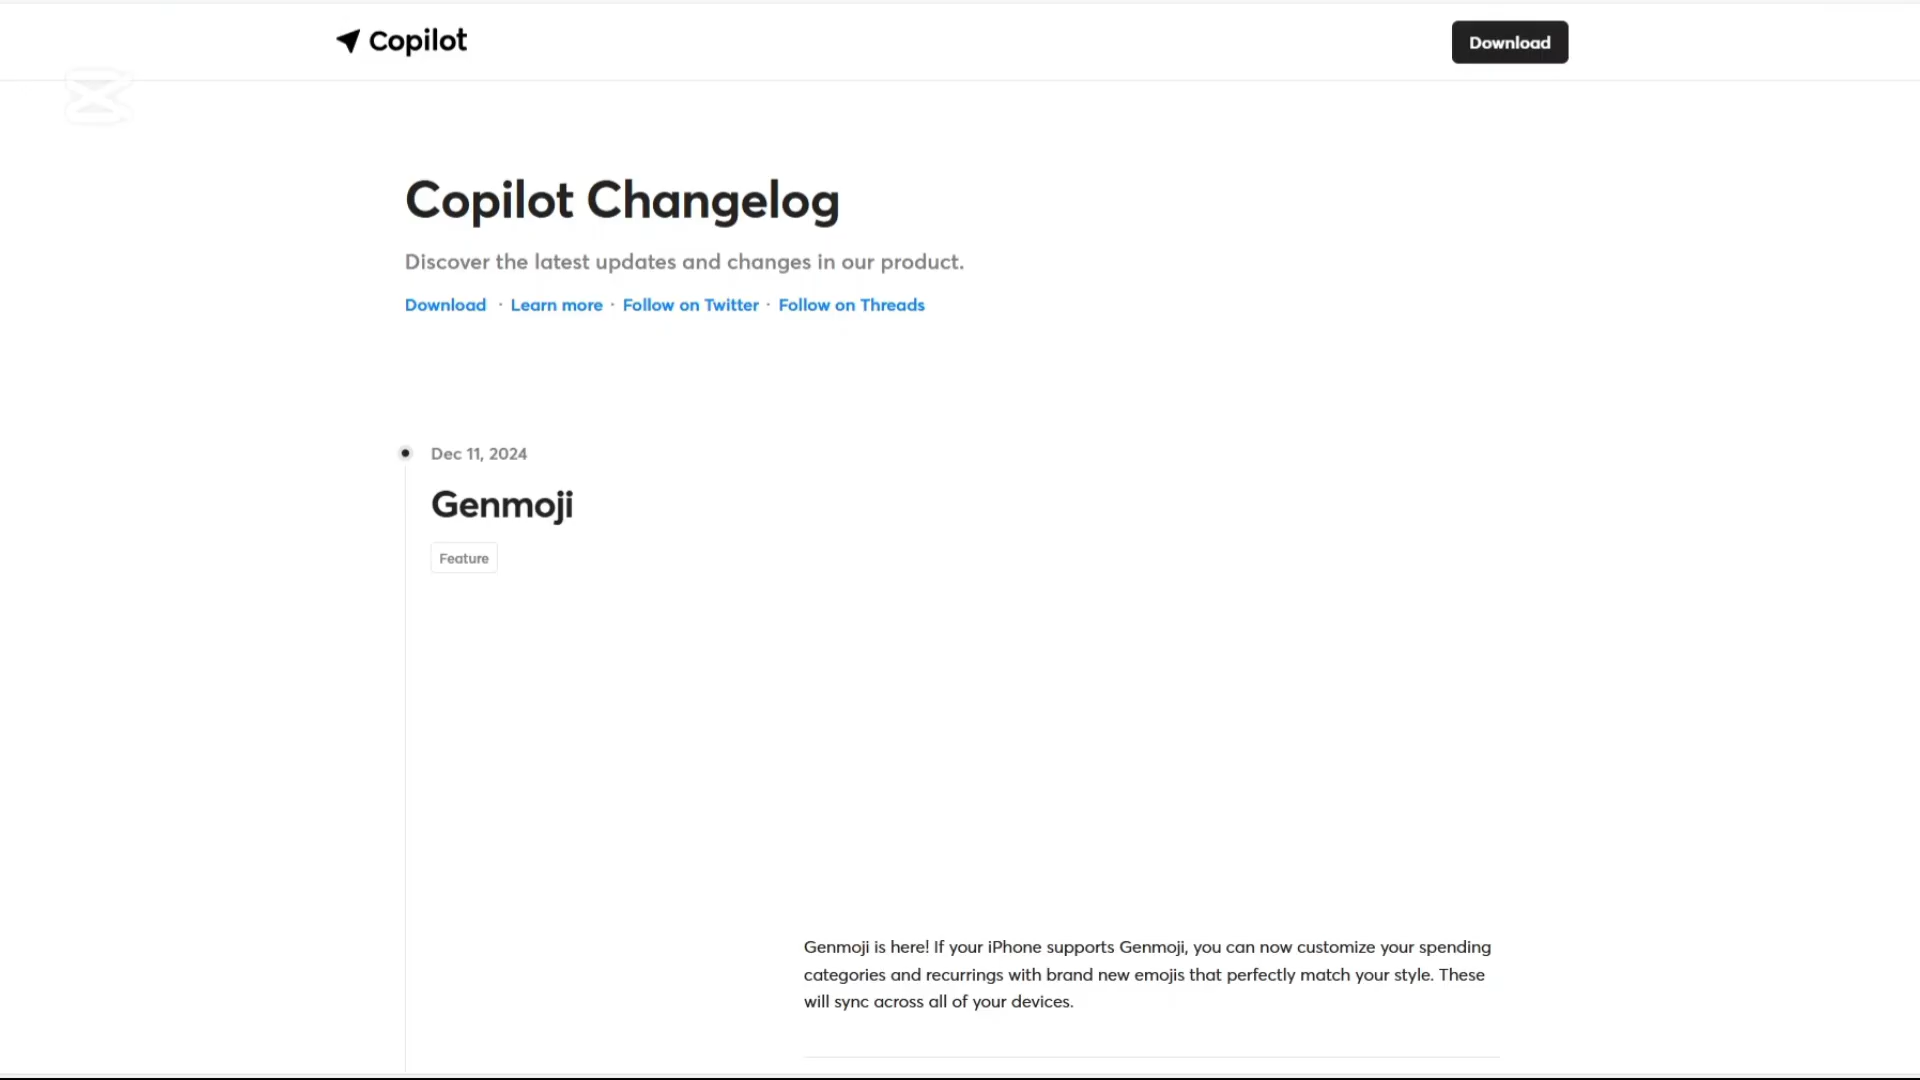 Copilot
Download
Copilot Changelog
Discover the latest updates and changes in our product.
Download · Learn more · Follow on Twitter · Follow on Threads
Dec 11, 2024
Genmoji
Feature
Genmoji is here! If your iPhone supports Genmoji, you can now customize your spending
categories and recurrings with brand new emojis that perfectly match your style. These
will sync across all of your devices.